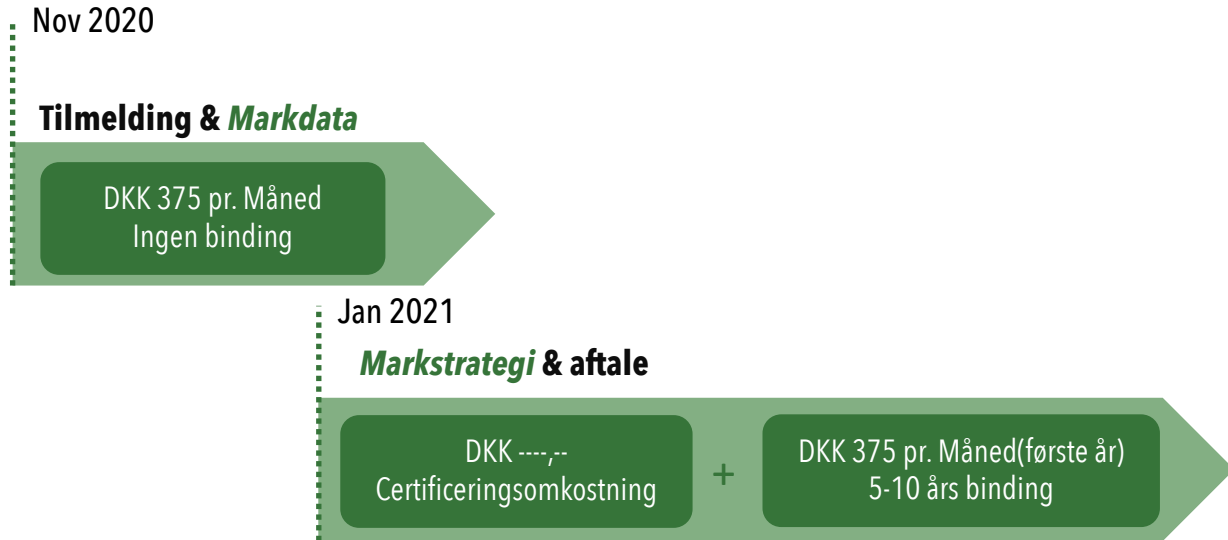 Nov 2020
Tilmelding & Markdata
DKK 375 pr. Måned
Ingen binding
Jan 2021
Markstrategi & aftale
DKK ----,--
Certificeringsomkostning
+
DKK 375 pr. Måned(første år)
5-10 års binding